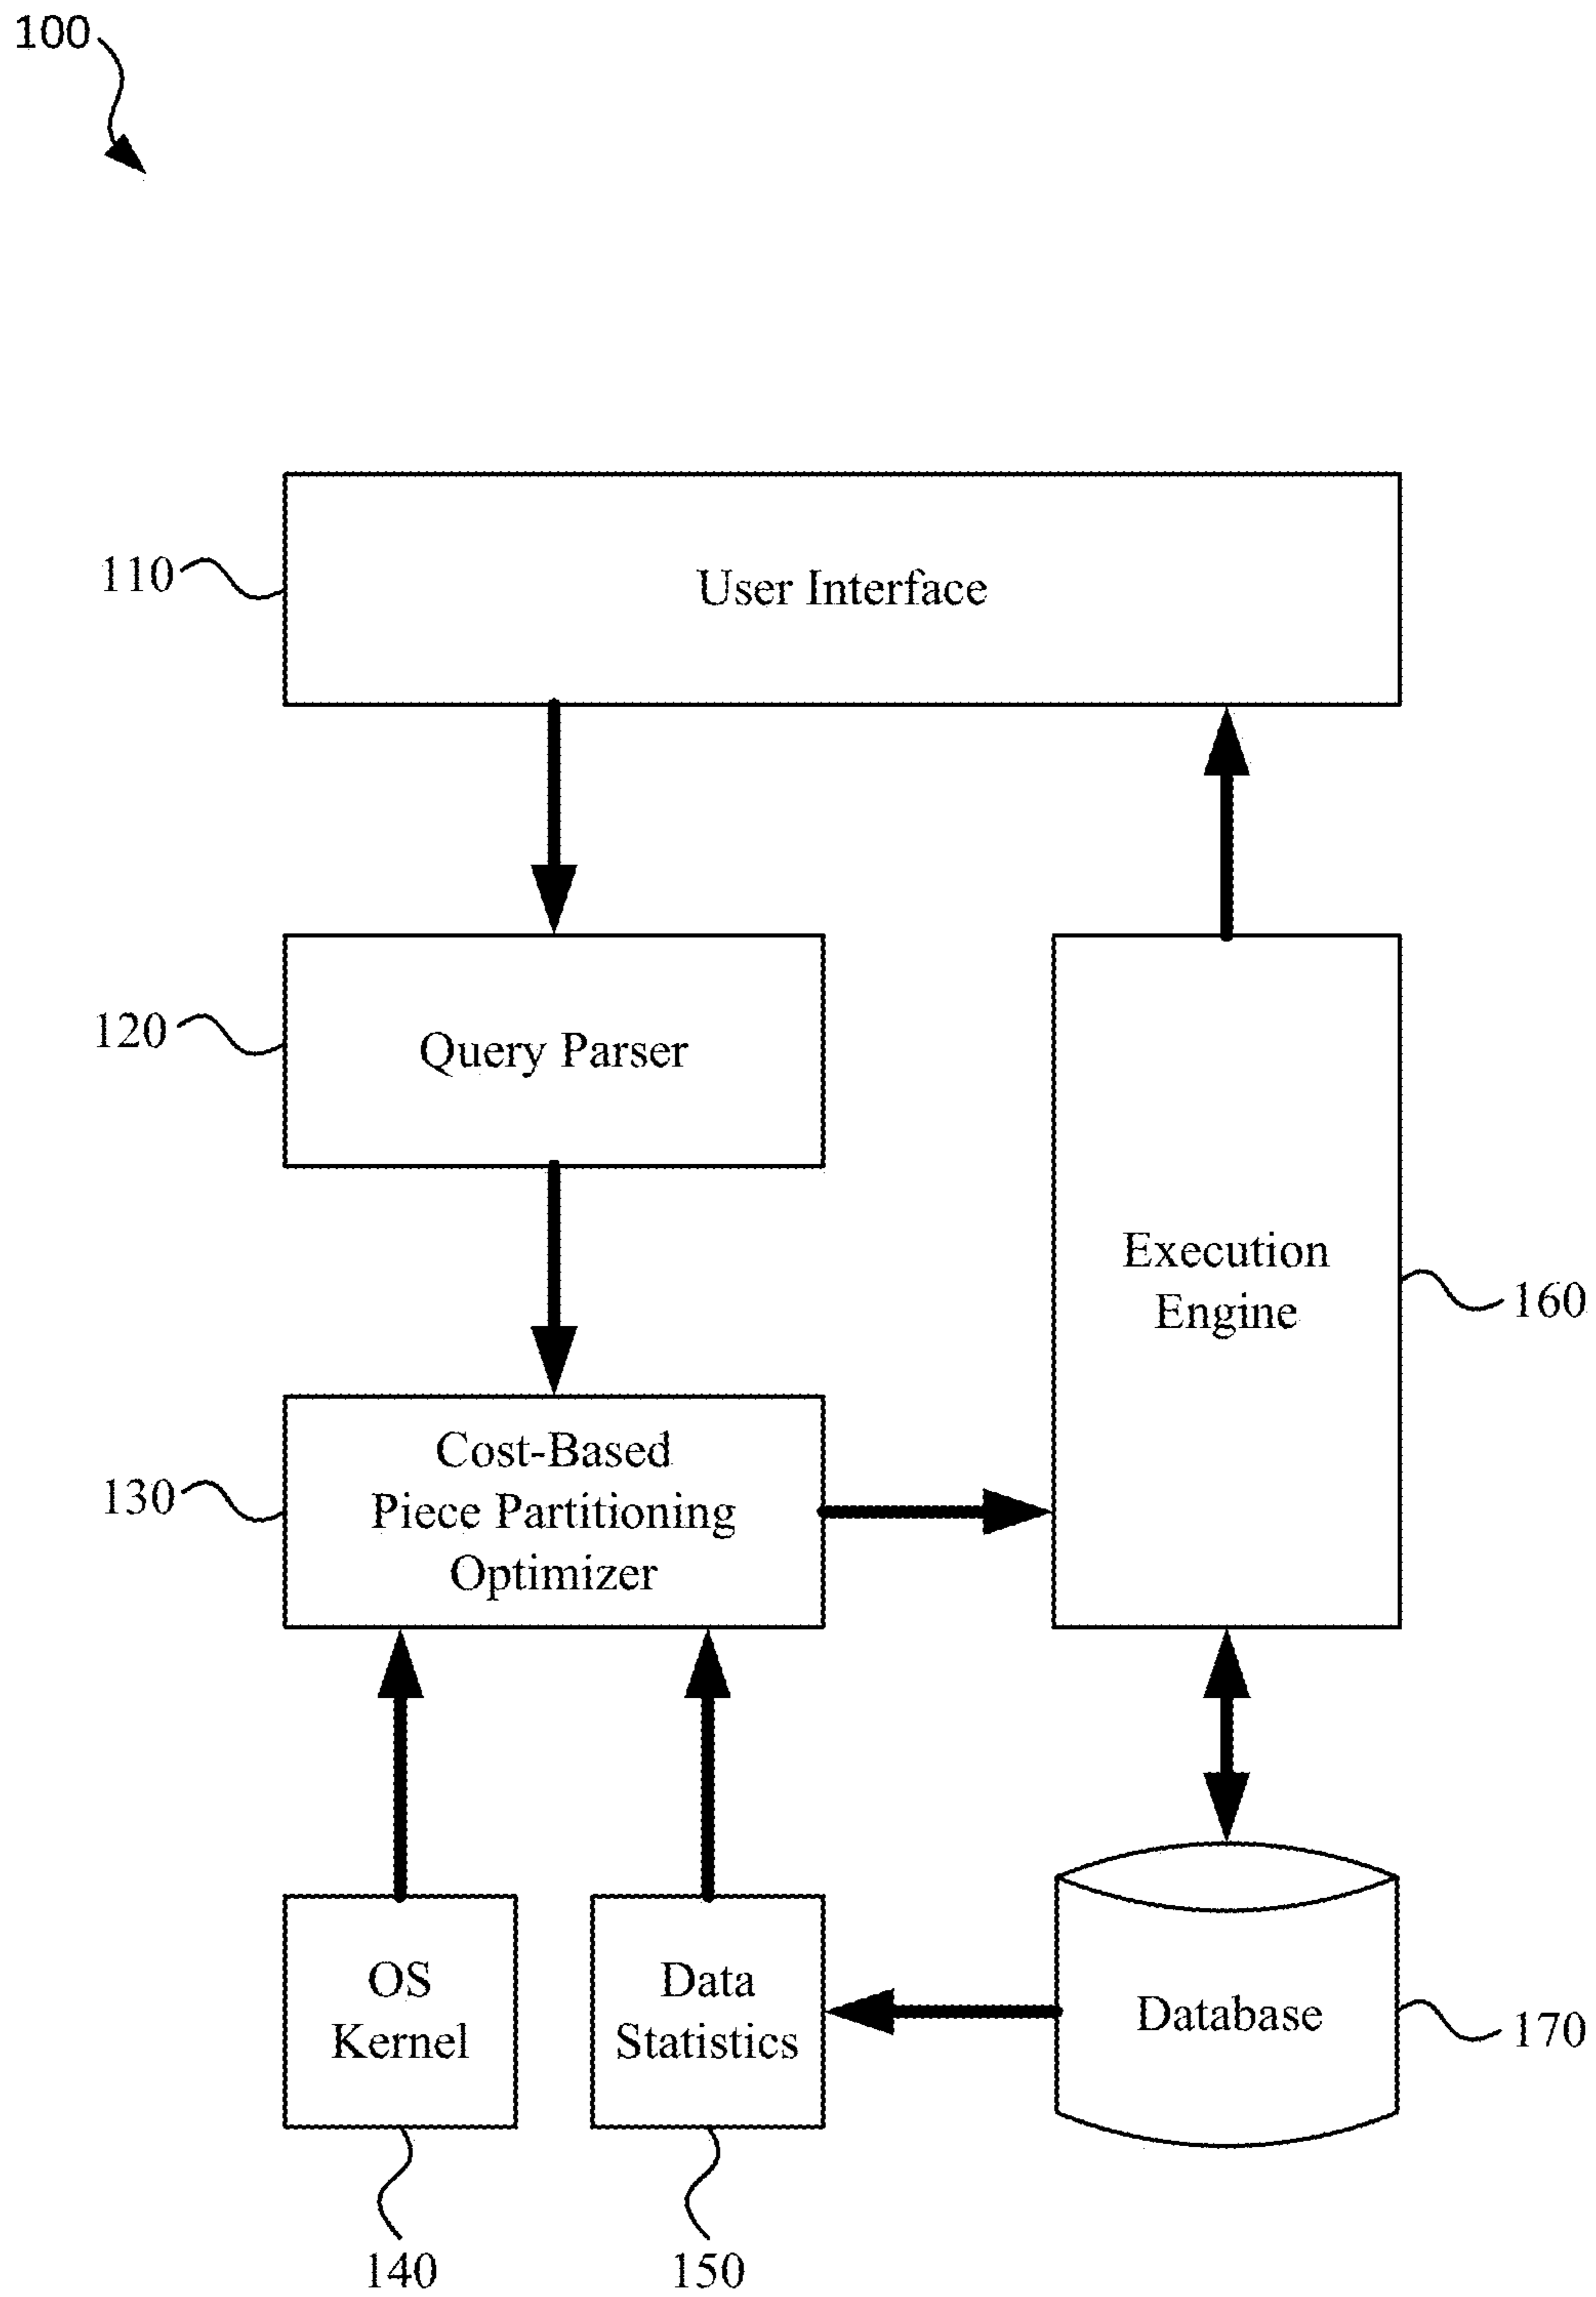 100
110
User Interface
120
Query Parser
Execution
Engine
160
130
Cost-Based
Piece Partitioning
Optimizer
OS
Kernel
Data
Statistics
Database
170
140
150